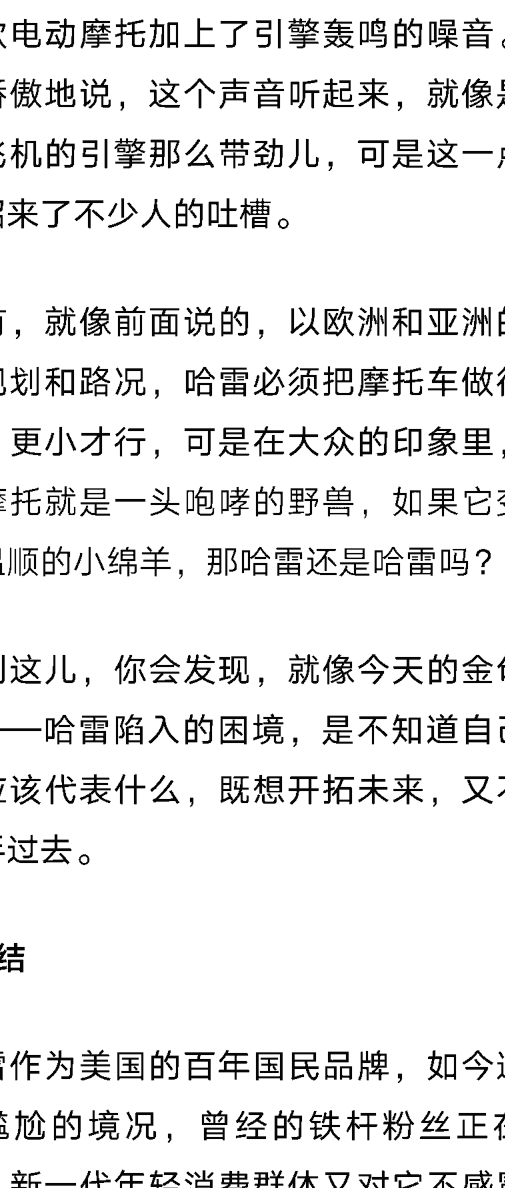 电动摩托加上了引擎轰鸣的噪音。
傲地说，这个声音听起来，就像是
机的引擎那么带劲儿，可是这一点
来了不少人的吐槽。
，就像前面说的，以欧洲和亚洲的
划和路况，哈雷必须把摩托车做得
更小才行，可是在大众的印象里，
摩托就是一头咆哮的野兽，如果它变
温顺的小绵羊，那哈雷还是哈雷吗？
到这儿，你会发现，就像今天的金句
——哈雷陷入的困境，是不知道自己
应该代表什么，既想开拓未来，又不
过去。
结
雷作为美国的百年国民品牌，如今
尴尬的境况，曾经的铁杆粉丝正在
新一代年轻消费群体又对它不感